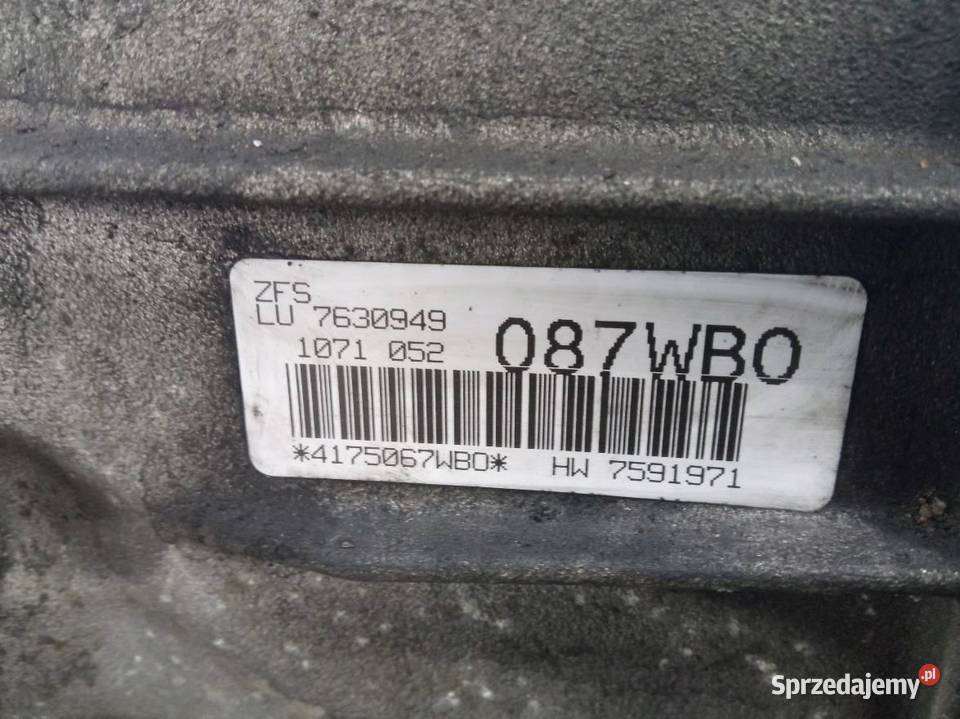 ZFS
LU 7630949
1071 052
087WBO
*4175067WBO* HW 7591971
Sprzedajemy.pl